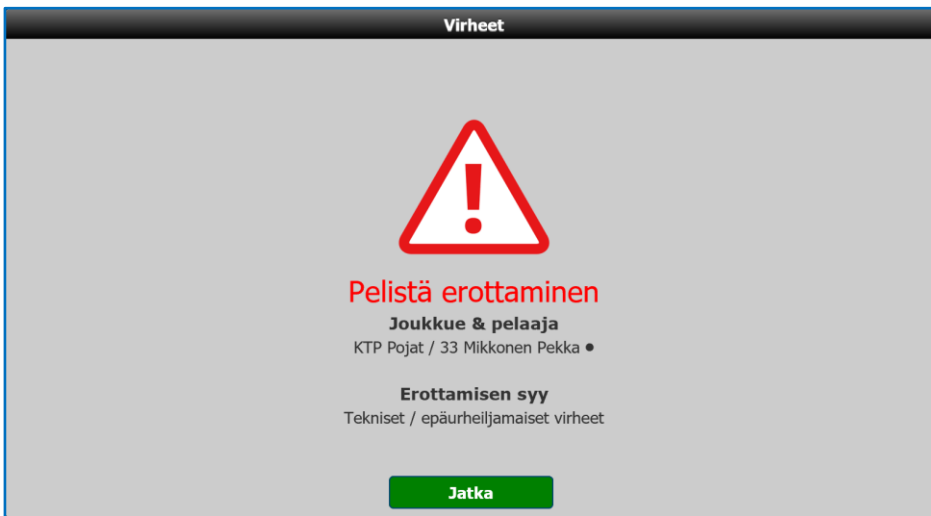 Virheet
Pelistä erottaminen
Joukkue & pelaaja
KTP Pojat / 33 Mikkonen Pekka ●
Erottamisen syy
Tekniset / epäurheiljamaiset virheet
Jatka